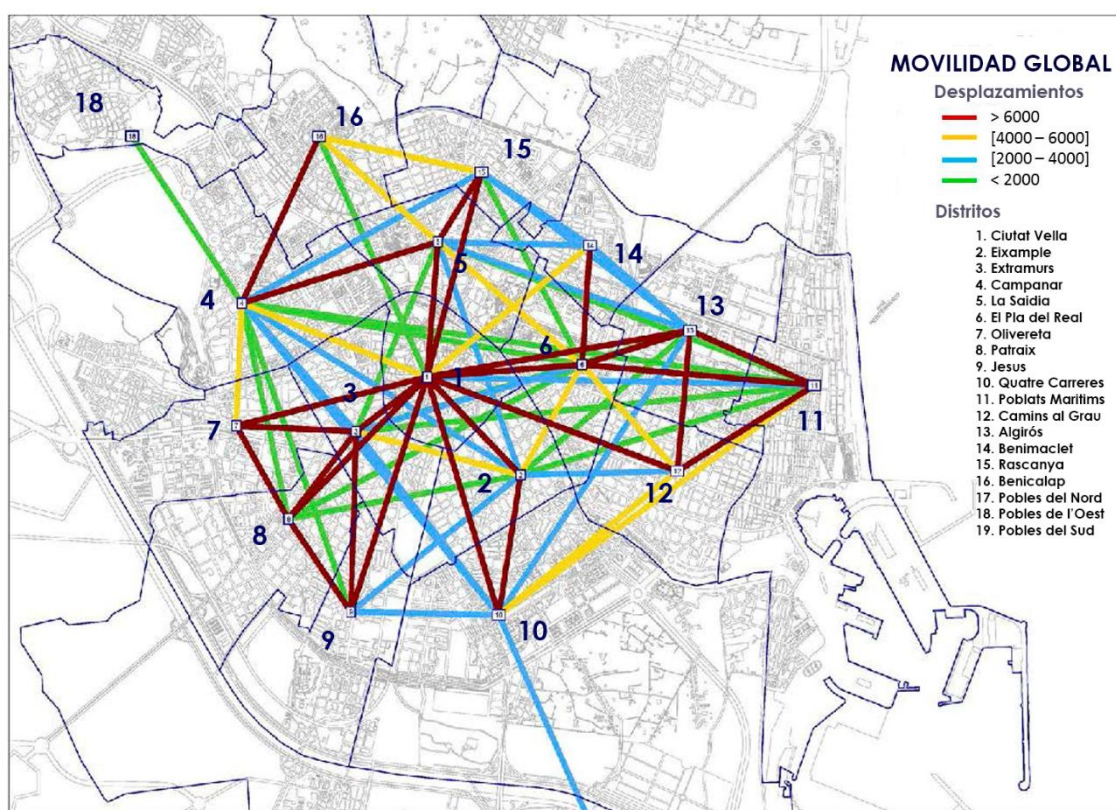 MOVILIDAD GLOBAL
Desplazamientos
> 6000
[4000 – 6000]
[2000 – 4000]
< 2000
Distritos
1. Ciutat Vella
2. Eixample
3. Extramurs
4. Campanar
5. La Saidia
6. El Pla del Real
7. Olivereta
8. Patraix
9. Jesus
10. Quatre Carreres
11. Poblats Maritims
12. Camins al Grau
13. Algirós
14. Benimaclet
15. Rascanya
16. Benicalap
17. Pobles del Nord
18. Pobles de l'Oest
19. Pobles del Sud
18
16
15
14
5
4
13
6
1
3
11
7
2
12
8
9
10